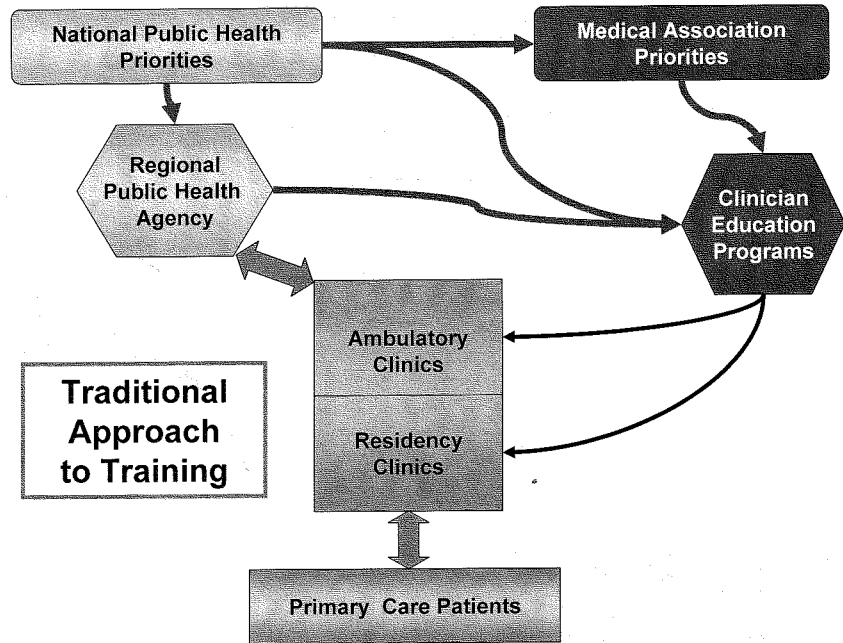 National Public Health
Priorities
Medical Association
Priorities
Regional
Public Health
Agency
Clinician
Education
Programs
Ambulatory
Clinics
Traditional
Approach
to Training
Residency
Clinics
Primary Care Patients